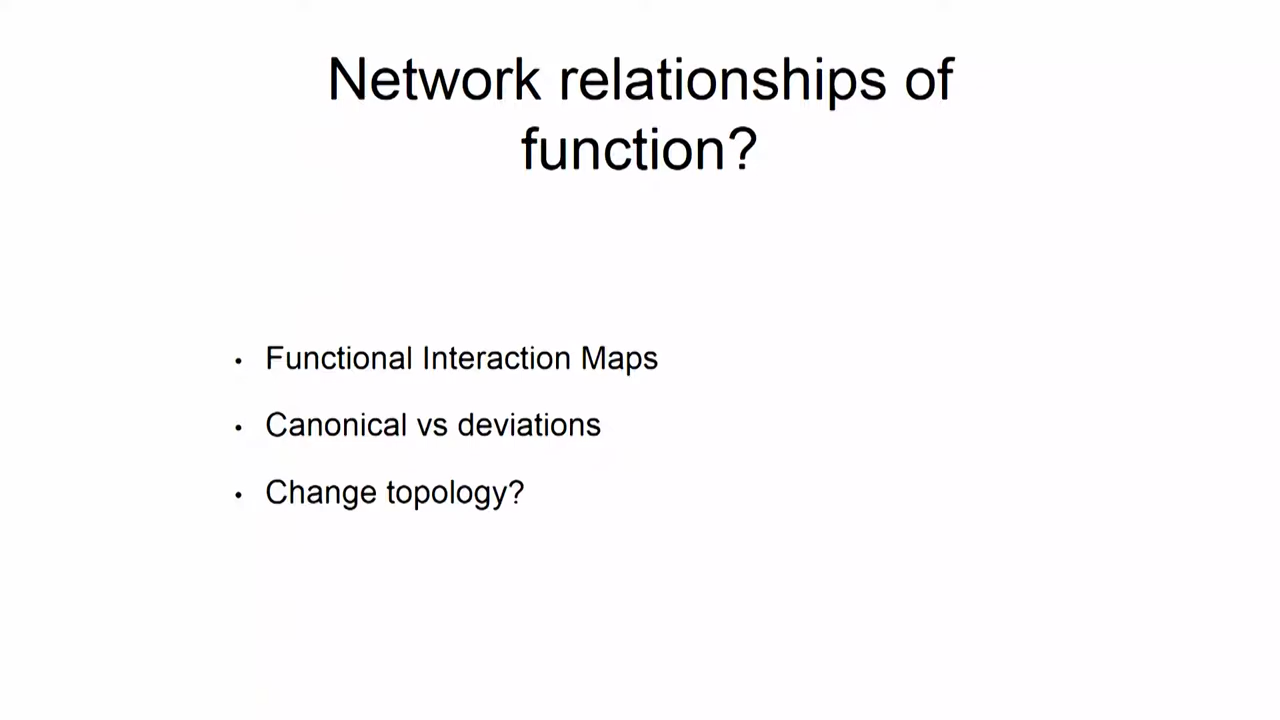 Network relationships of
function?
• Functional Interaction Maps
• Canonical vs deviations
• Change topology?